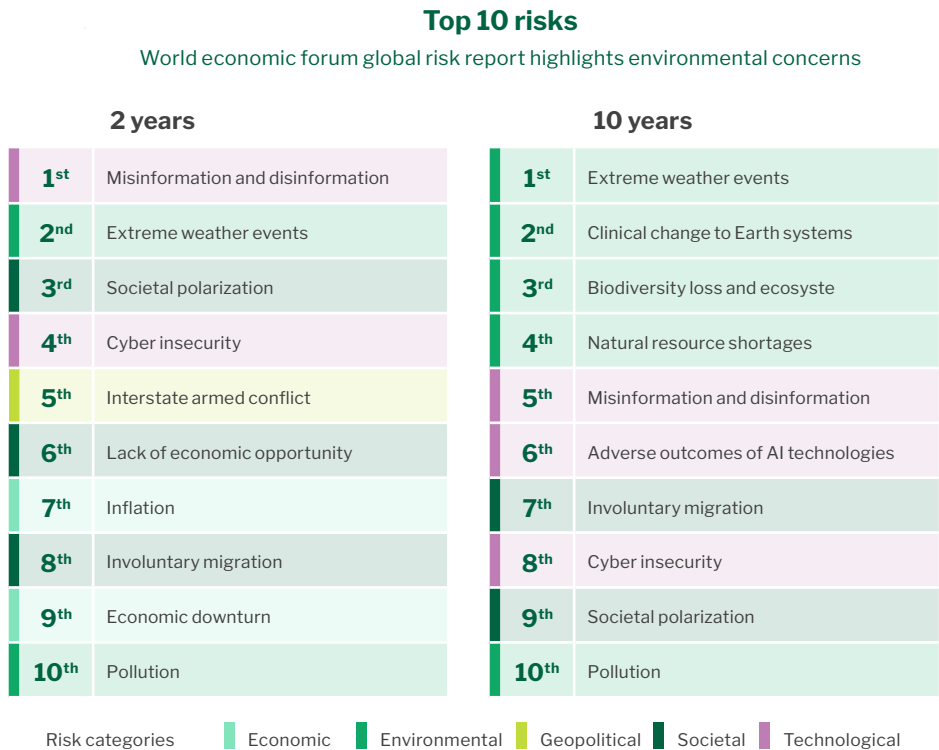 Top 10 risks
World economic forum global risk report highlights environmental concerns
2 years
1st Misinformation and disinformation
2nd Extreme weather events
3rd Societal polarization
4th Cyber insecurity
5th Interstate armed conflict
6th Lack of economic opportunity
7th Inflation
8th Involuntary migration
9th Economic downturn
10th Pollution
10 years
1st Extreme weather events
2nd Clinical change to Earth systems
3rd Biodiversity loss and ecosyste
4th Natural resource shortages
5th Misinformation and disinformation
6th Adverse outcomes of AI technologies
7th Involuntary migration
8th Cyber insecurity
9th Societal polarization
10th Pollution
Risk categories Economic Environmental Geopolitical Societal Technological